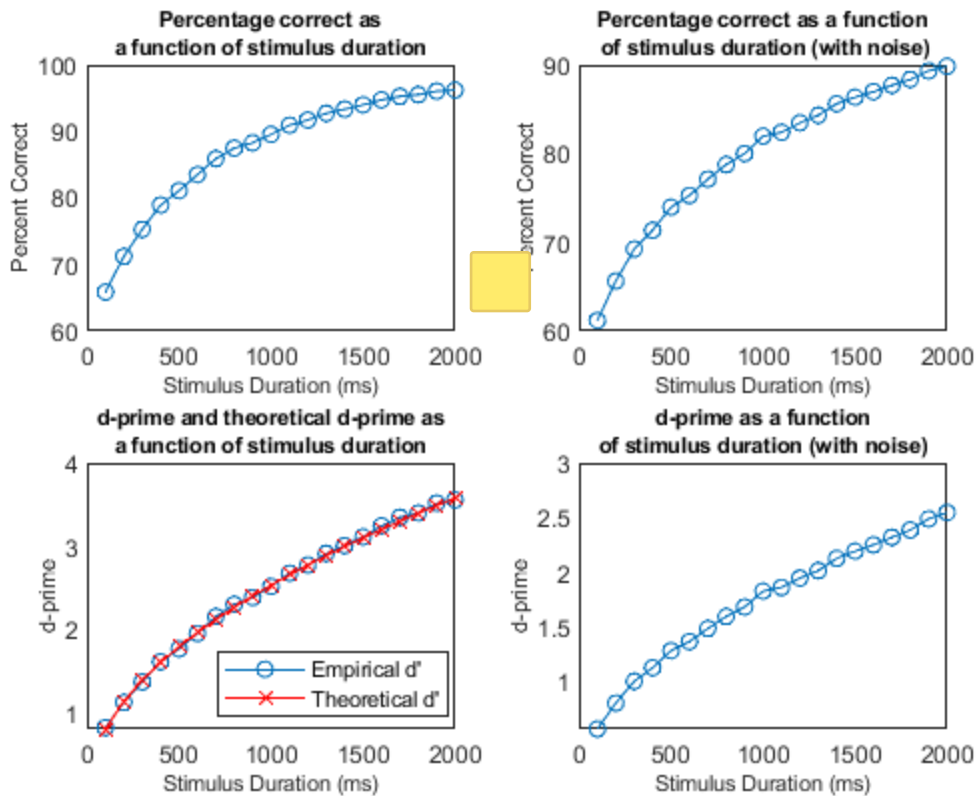 Percentage correct as
a function of stimulus duration
100
90
80
70
60
Percent Correct
0 500 1000 1500 2000
Stimulus Duration (ms)
Percentage correct as a function
of stimulus duration (with noise)
90
80
70
60
ercent Correct
0 500 1000 1500 2000
Stimulus Duration (ms)
d-prime and theoretical d-prime as
a function of stimulus duration
4
3
2
1
d-prime
Empirical d'
Theoretical d'
0 500 1000 1500 2000
Stimulus Duration (ms)
d-prime as a function
of stimulus duration (with noise)
3
2.5
2
1.5
1
d-prime
0 500 1000 1500 2000
Stimulus Duration (ms)